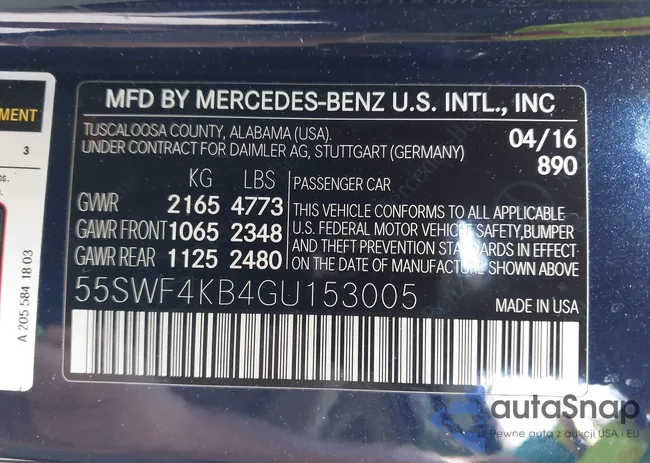 MENT
3
os.
s.
A 205 584 18 03
MFD BY MERCEDES-BENZ U.S. INTL., INC
TUSCALOOSA COUNTY, ALABAMA (USA).
UNDER CONTRACT FOR DAIMLER AG, STUTTGART (GERMANY)
04/16
890
KG LBS
GVWR 2165 4773
GAWR FRONT 1065 2348
GAWR REAR 1125 2480
PASSENGER CAR
THIS VEHICLE CONFORMS TO ALL APPLICABLE
U.S. FEDERAL MOTOR VEHICLE SAFETY,BUMPER
AND THEFT PREVENTION STANDARDS IN EFFECT
ON THE DATE OF MANUFACTURE SHOWN ABOVE
55SWF4KB4GU153005
MADE IN USA
autaSnap
Pewne auta z aukcji USA i EU